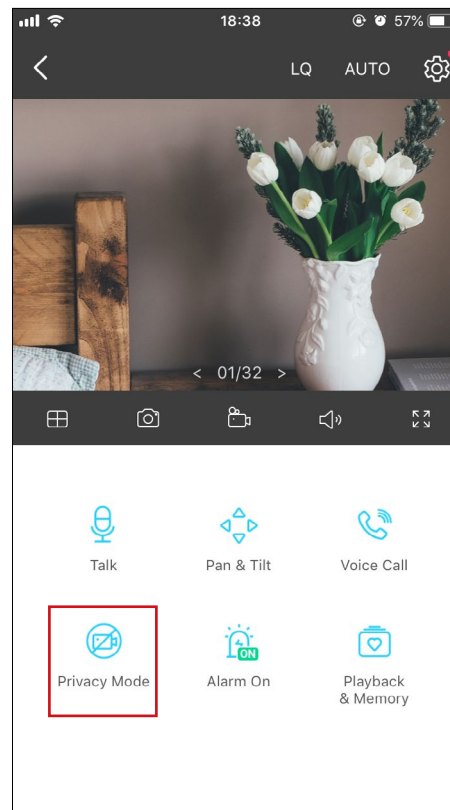 18:38
57%
LQ AUTO
< 01/32 >
Talk
Pan & Tilt
Voice Call
Privacy Mode
ON
Alarm On
Playback
& Memory